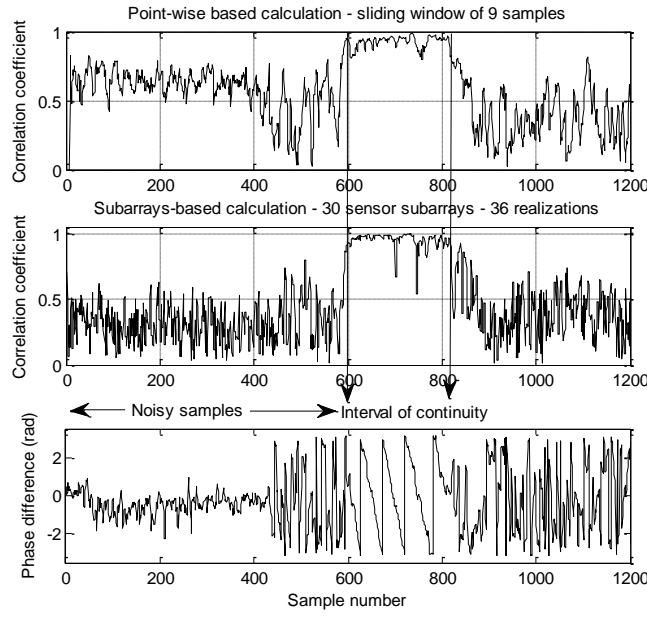 Point-wise based calculation - sliding window of 9 samples
Correlation coefficient
1
0.5
0
0 200 400 600 800 1000 1200
Subarrays-based calculation - 30 sensor subarrays - 36 realizations
Correlation coefficient
1
0.5
0
0 200 400 600 800 1000 1200
Noisy samples
Interval of continuity
Phase difference (rad)
2
0
-2
0 200 400 600 800 1000 1200
Sample number